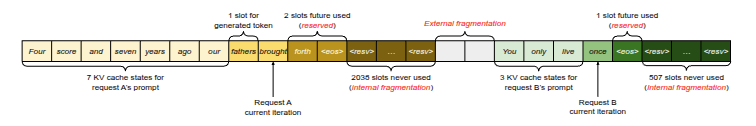 1 slot for
generated token
2 slots future used
(reserved)
External fragmentation
1 slot future used
(reserved)
Four score and seven years ago our fathers brought forth <eos> <resv> ... <resv> You only live once <eos> <resv> ... <resv>
7 KV cache states for
request A's prompt
2038 slots never used
(internal fragmentation)
3 KV cache states for
request B's prompt
507 slots never used
(internal fragmentation)
Request A
current iteration
Request B
current iteration